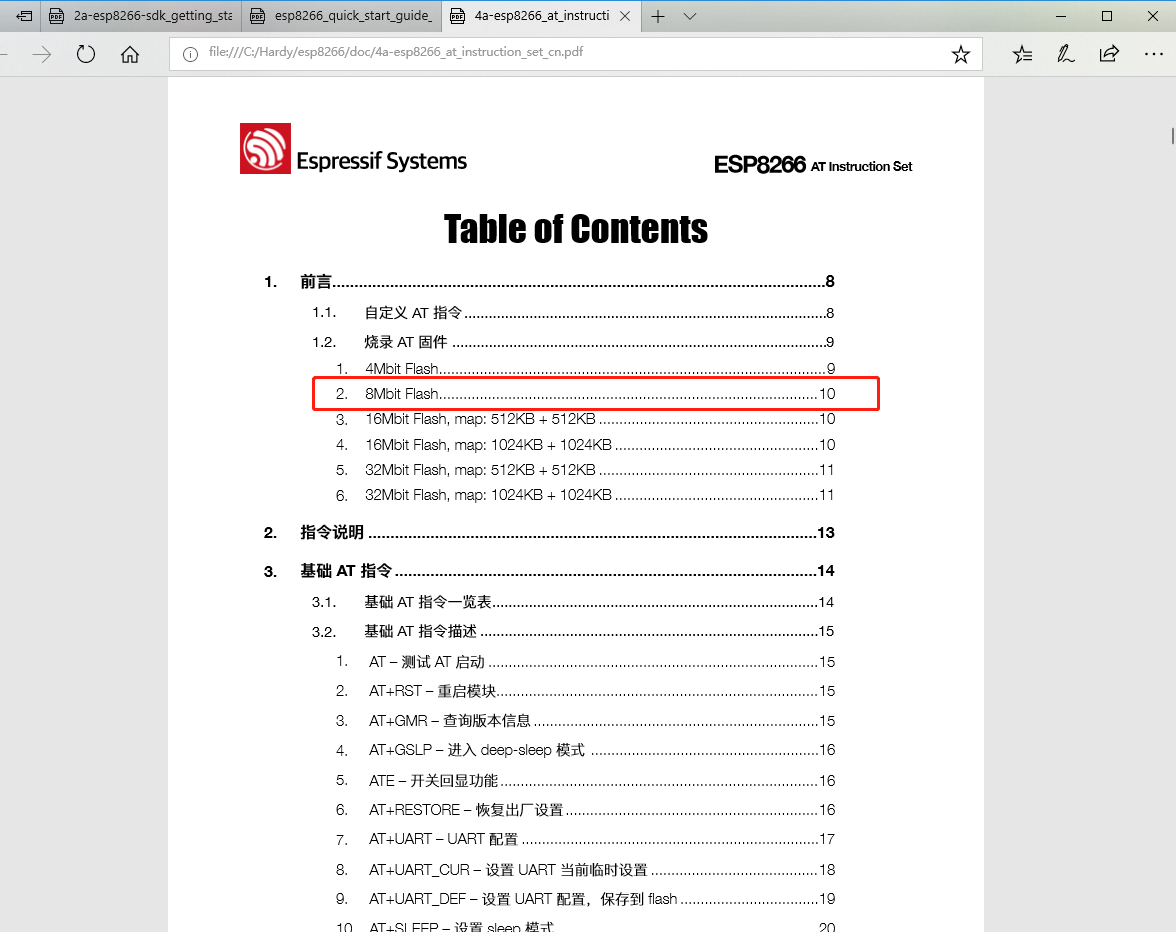 2a-esp8266-sdk_getting_sta
esp8266_quick_start_guide_
4a-esp8266_at_instructi
file:///C:/Hardy/esp8266/doc/4a-esp8266_at_instruction_set_cn.pdf
Espressif Systems
ESP8266 AT Instruction Set
Table of Contents
1. 前言........................8
1.1. 自定义 AT 指令........................8
1.2. 烧录 AT 固件........................9
1. 4Mbit Flash........................9
2. 8Mbit Flash........................10
3. 16Mbit Flash, map: 512KB + 512KB........................10
4. 16Mbit Flash, map: 1024KB + 1024KB........................10
5. 32Mbit Flash, map: 512KB + 512KB........................11
6. 32Mbit Flash, map: 1024KB + 1024KB........................11
2. 指令说明........................13
3. 基础 AT 指令........................14
3.1. 基础 AT 指令一览表........................14
3.2. 基础 AT 指令描述........................15
1. AT – 测试 AT 启动........................15
2. AT+RST – 重启模块........................15
3. AT+GMR – 查询版本信息........................15
4. AT+GSLP – 进入 deep-sleep 模式........................16
5. ATE – 开关回显功能........................16
6. AT+RESTORE – 恢复出厂设置........................16
7. AT+UART – UART 配置........................17
8. AT+UART_CUR – 设置 UART 当前临时设置........................18
9. AT+UART_DEF – 设置 UART 配置，保存到 flash........................19
10. AT+SLEEP – 设置 sleep 模式........................20